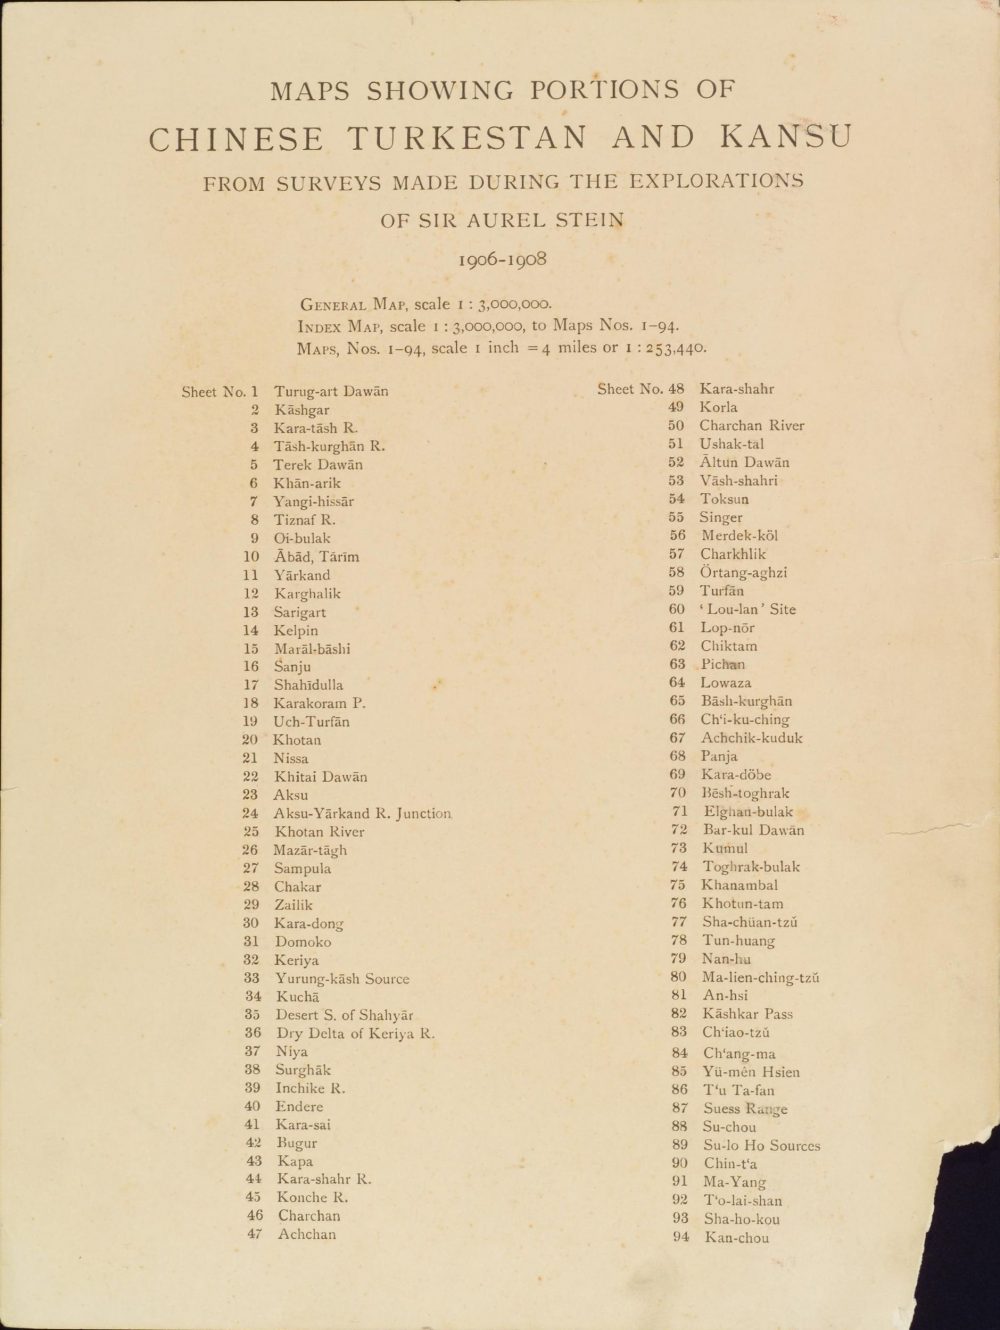 MAPS SHOWING PORTIONS OF
CHINESE TURKESTAN AND KANSU
FROM SURVEYS MADE DURING THE EXPLORATIONS
OF SIR AUREL STEIN
1906-1908
GENERAL MAP, scale 1 : 3,000,000.
INDEX MAP, scale 1 : 3,000,000, to Maps Nos. 1-94.
MAPS, Nos. 1-94, scale 1 inch = 4 miles or 1 : 253,440.
Sheet No. 1 Turug-art Dawān
2 Kāshgar
3 Kara-tāsh R.
4 Tāsh-kurghān R.
5 Terek Dawān
6 Khān-arik
7 Yangi-hissār
8 Tiznaf R.
9 Oi-bulak
10 Ābād, Tārīm
11 Yārkand
12 Karghalik
13 Sarigart
14 Kelpin
15 Marāl-bāshi
16 Sanju
17 Shahīdulla
18 Karakoram P.
19 Uch-Turfān
20 Khotan
21 Nissa
22 Khitai Dawān
23 Aksu
24 Aksu-Yārkand R. Junction
25 Khotan River
26 Mazār-tāgh
27 Sampula
28 Chakar
29 Zailik
30 Kara-dong
31 Domoko
32 Keriya
33 Yurung-kāsh Source
34 Kuchā
35 Desert S. of Shahyār
36 Dry Delta of Keriya R.
37 Niya
38 Surghāk
39 Inchike R.
40 Endere
41 Kara-sai
42 Bugur
43 Kapa
44 Kara-shahr R.
45 Konche R.
46 Charchan
47 Achchan
Sheet No. 48 Kara-shahr
49 Korla
50 Charchan River
51 Ushak-tal
52 Āltun Dawān
53 Vāsh-shahri
54 Toksun
55 Singer
56 Merdek-köl
57 Charkhlik
58 Örtang-aghzi
59 Turfān
60 ‘ Lou-lan ’ Site
61 Lop-nōr
62 Chiktam
63 Pichan
64 Lowaza
65 Bāsh-kurghān
66 Ch‘i-ku-ching
67 Achchik-kuduk
68 Panja
69 Kara-döbe
70 Bēsh-toghrak
71 Elghan-bulak
72 Bar-kul Dawān
73 Kumul
74 Toghrak-bulak
75 Khanambal
76 Khotun-tam
77 Sha-chüan-tzŭ
78 Tun-huang
79 Nan-hu
80 Ma-lien-ching-tzŭ
81 An-hsi
82 Kāshkar Pass
83 Ch‘iao-tzŭ
84 Ch‘ang-ma
85 Yü-mên Hsien
86 T‘u Ta-fan
87 Suess Range
88 Su-chou
89 Su-lo Ho Sources
90 Chin-t‘a
91 Ma-Yang
92 T‘o-lai-shan
93 Sha-ho-kou
94 Kan-chou